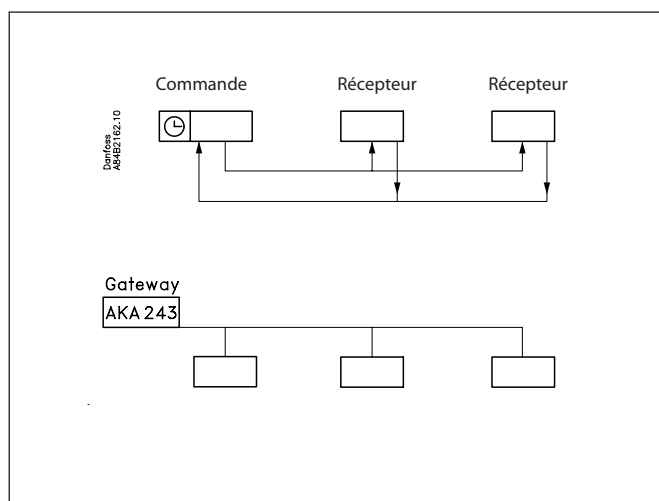 Commande
Récepteur
Récepteur
Danfoss
A84B2162.10
Gateway
AKA 243